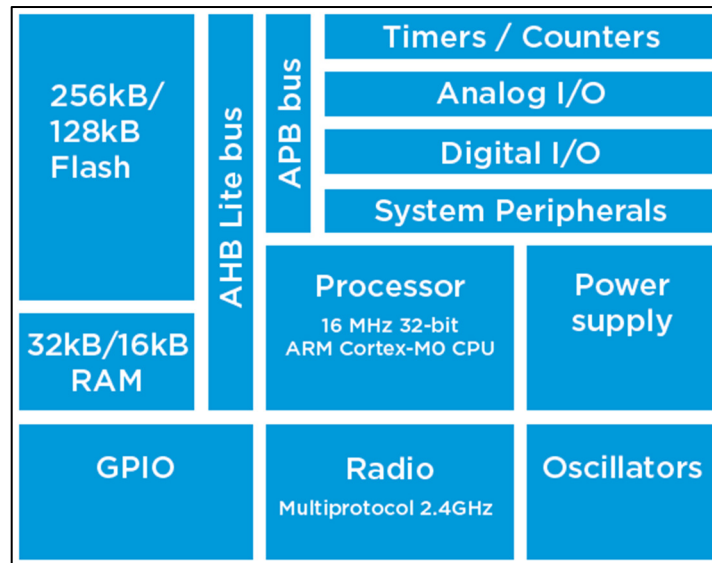 256kB/
128kB
Flash
32kB/16kB
RAM
AHB Lite bus
APB bus
Timers / Counters
Analog I/O
Digital I/O
System Peripherals
Processor
16 MHz 32-bit
ARM Cortex-M0 CPU
Power
supply
GPIO
Radio
Multiprotocol 2.4GHz
Oscillators